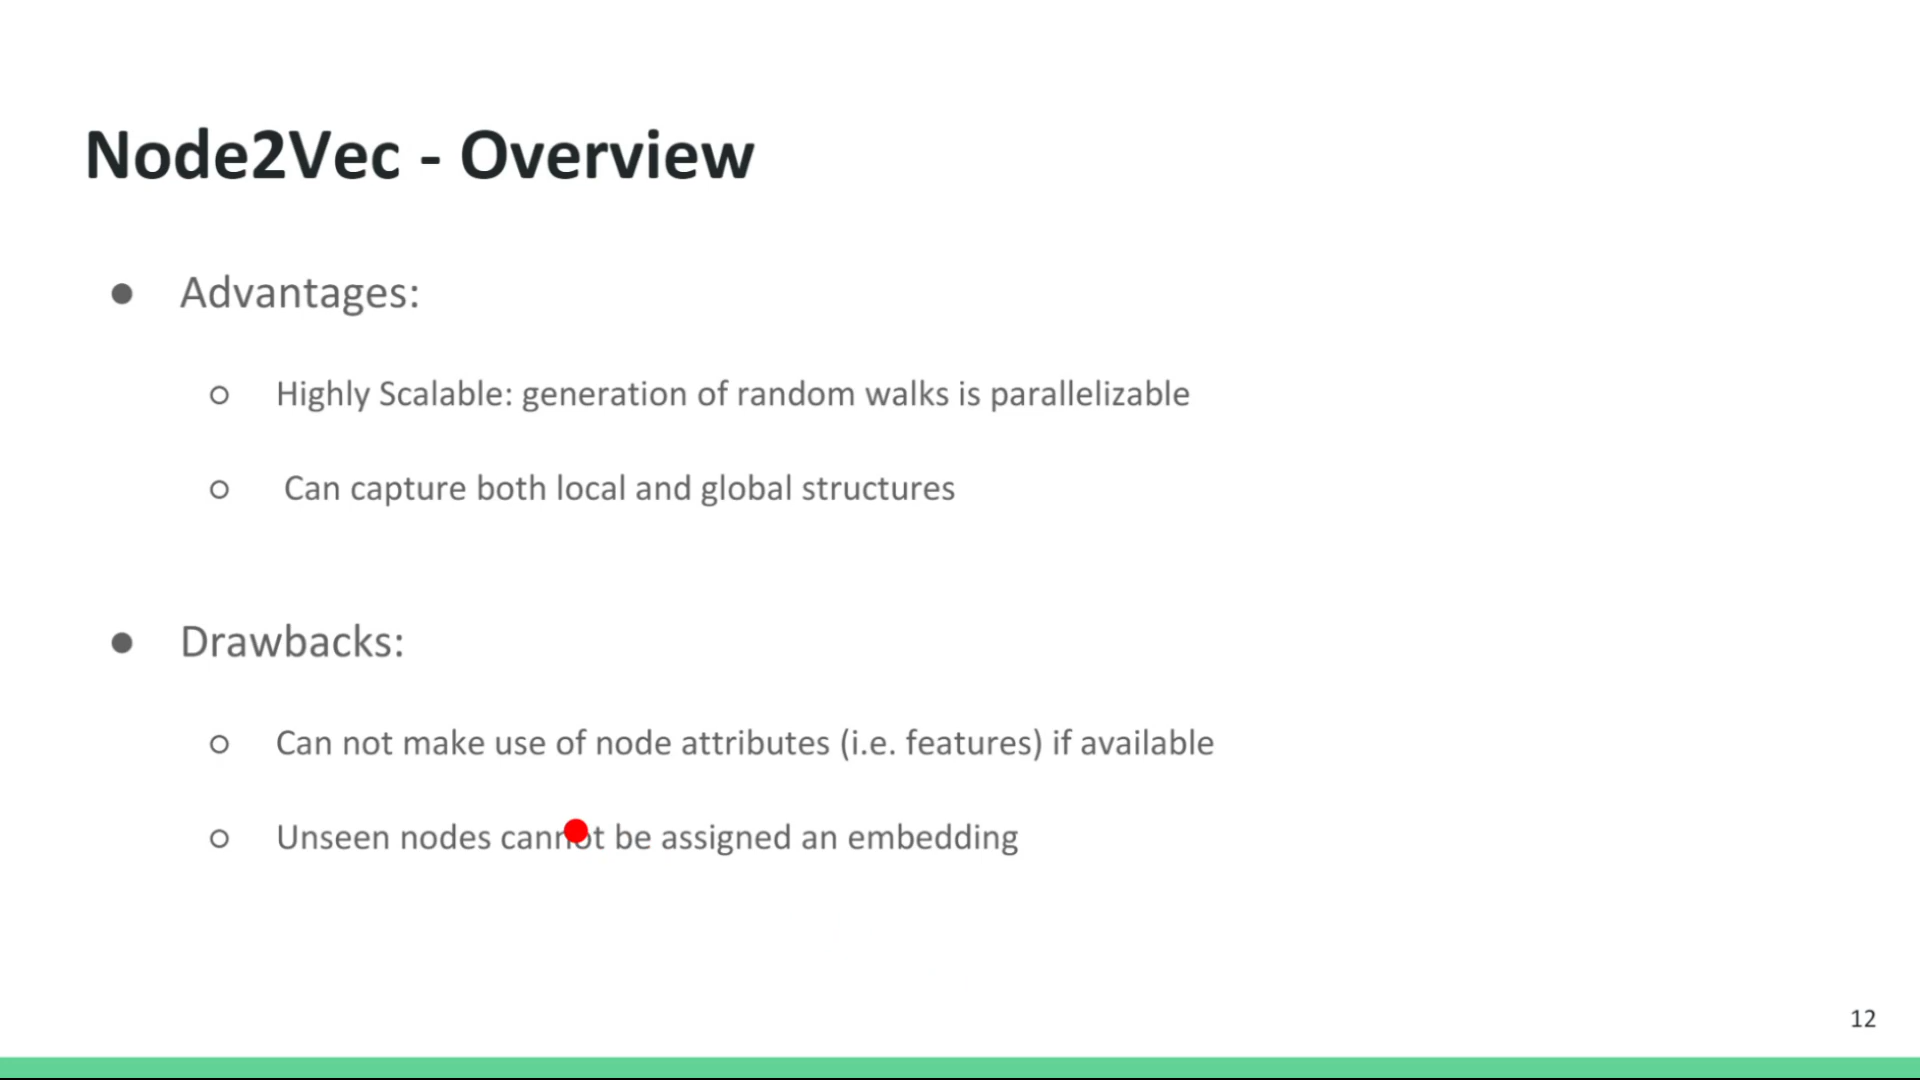 Node2Vec - Overview
● Advantages:
○ Highly Scalable: generation of random walks is parallelizable
○ Can capture both local and global structures
● Drawbacks:
○ Can not make use of node attributes (i.e. features) if available
○ Unseen nodes cannot be assigned an embedding
12